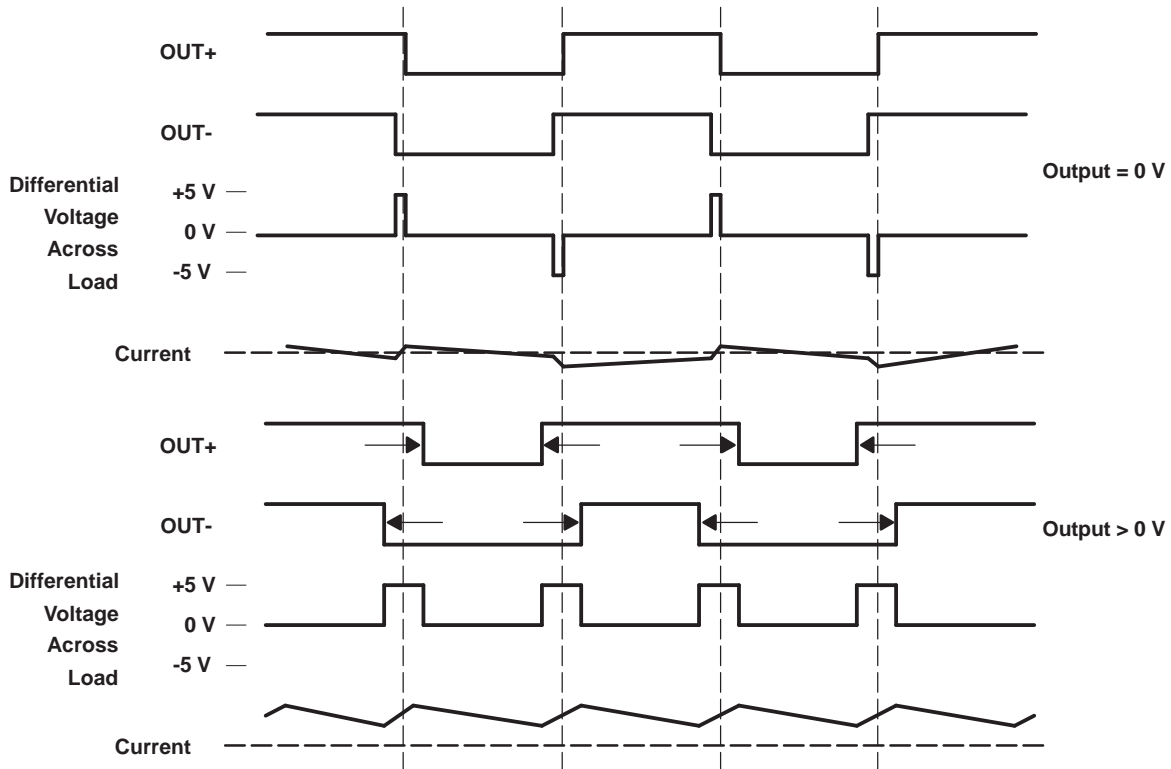 OUT+
OUT-
Output = 0 V
Differential
Voltage
Across
Load
+5 V
0 V
-5 V
Current
OUT+
OUT-
Output > 0 V
Differential
Voltage
Across
Load
+5 V
0 V
-5 V
Current